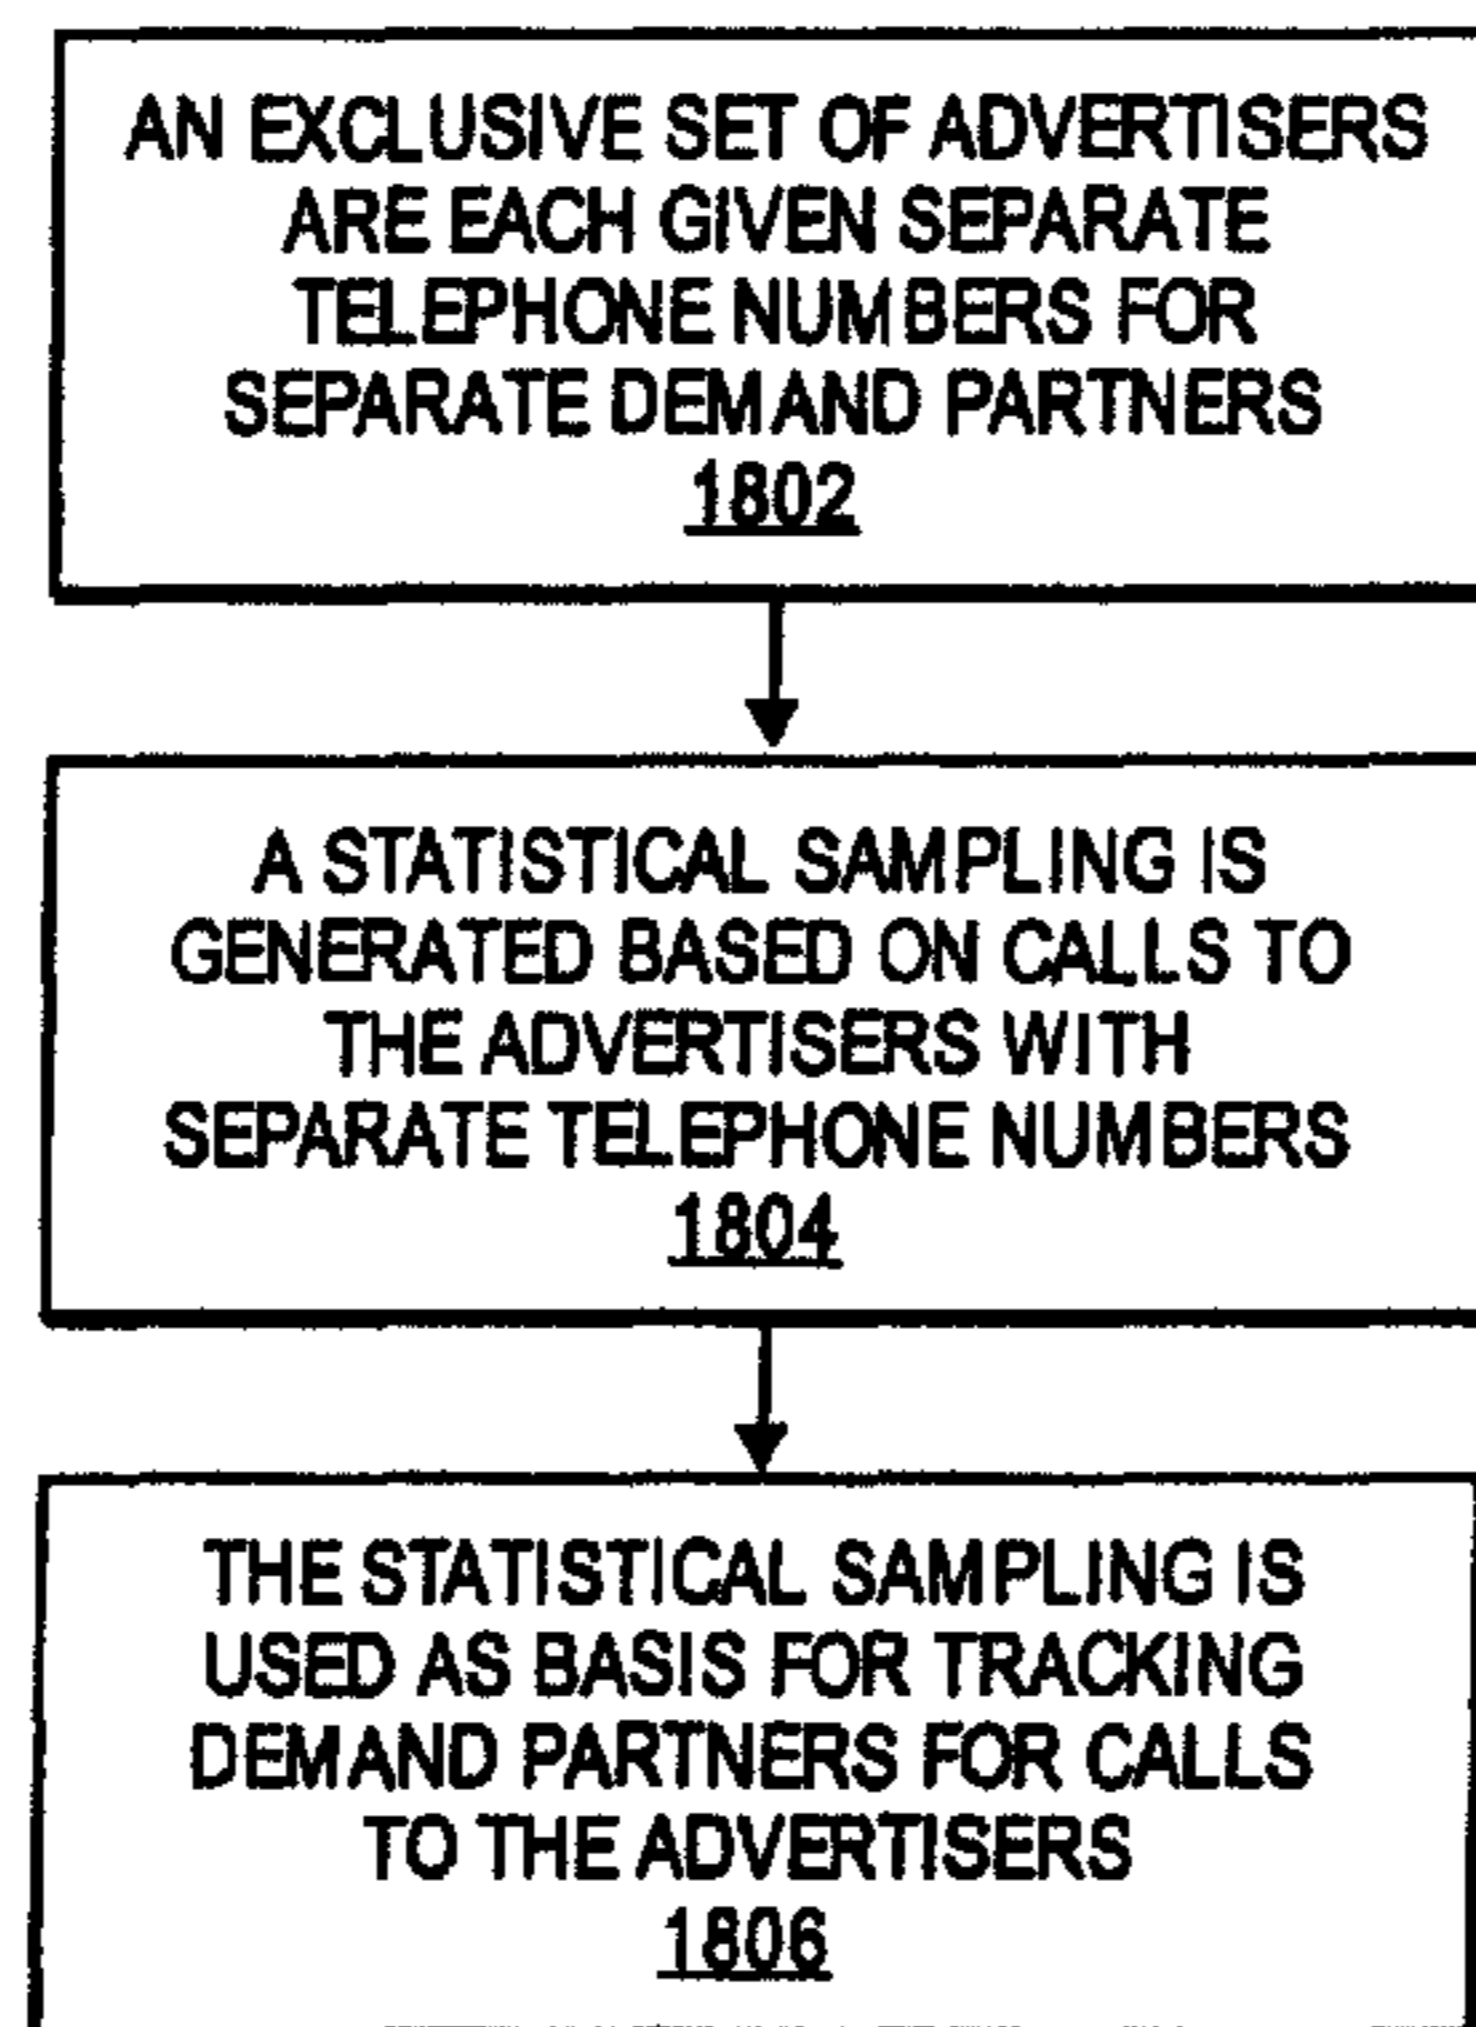 AN EXCLUSIVE SET OF ADVERTISERS
ARE EACH GIVEN SEPARATE
TELEPHONE NUMBERS FOR
SEPARATE DEMAND PARTNERS
1802
A STATISTICAL SAMPLING IS
GENERATED BASED ON CALLS TO
THE ADVERTISERS WITH
SEPARATE TELEPHONE NUMBERS
1804
THE STATISTICAL SAMPLING IS
USED AS BASIS FOR TRACKING
DEMAND PARTNERS FOR CALLS
TO THE ADVERTISERS
1806